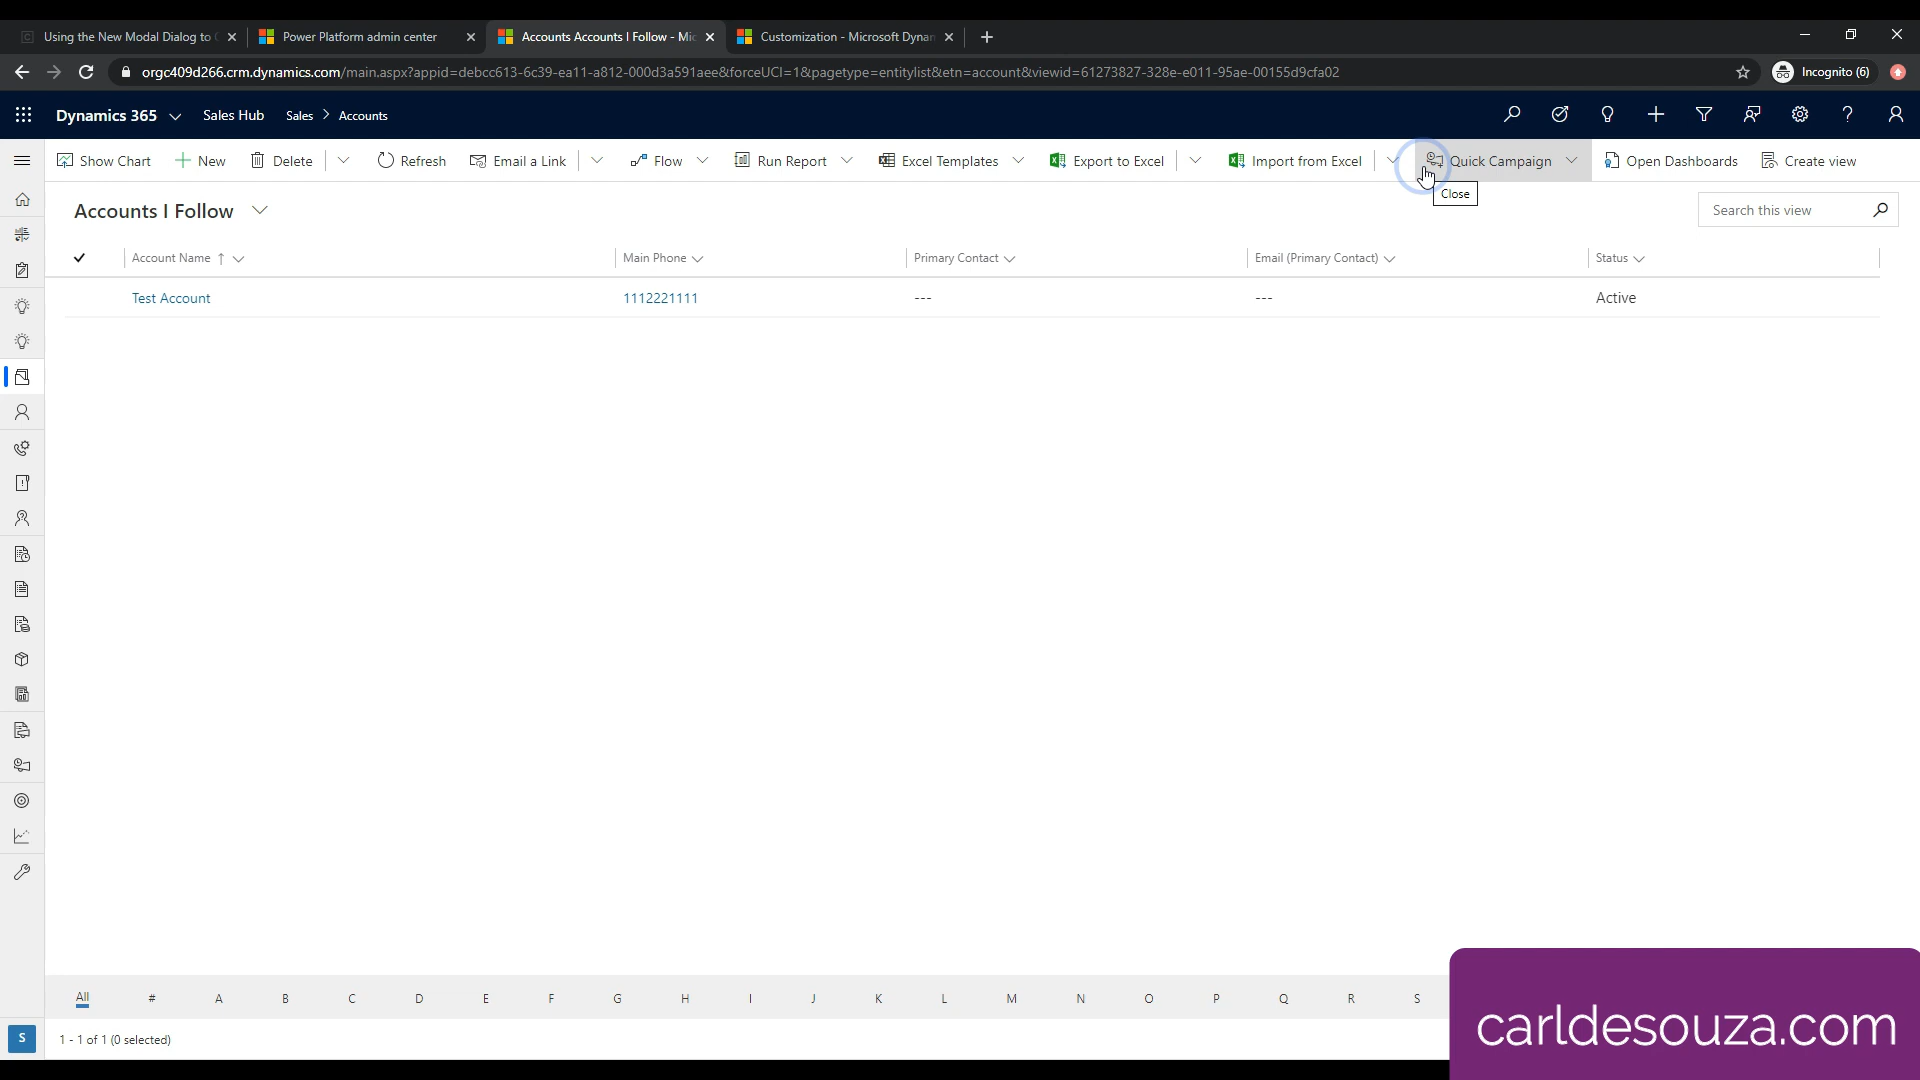 Using the New Modal Dialog to
Power Platform admin center
Accounts Accounts I Follow - Mic
Customization - Microsoft Dynan
orgc409d266.crm.dynamics.com/main.aspx?appid=debcc613-6c39-ea11-a812-000d3a591aee&forceUCI=1&pagetype=entitylist&etn=account&viewid=61273827-328e-e011-95ae-00155d9cfa02
Incognito (6)
Dynamics 365
Sales Hub
Sales > Accounts
Show Chart
New
Delete
Refresh
Email a Link
Flow
Run Report
Excel Templates
Export to Excel
Import from Excel
Quick Campaign
Open Dashboards
Create view
Close
Accounts I Follow
Search this view
Account Name ↑
Main Phone
Primary Contact
Email (Primary Contact)
Status
Test Account
1112221111
---
---
Active
All # A B C D E F G H I J K L M N O P Q R S
S
1 - 1 of 1 (0 selected)
carldesouza.com